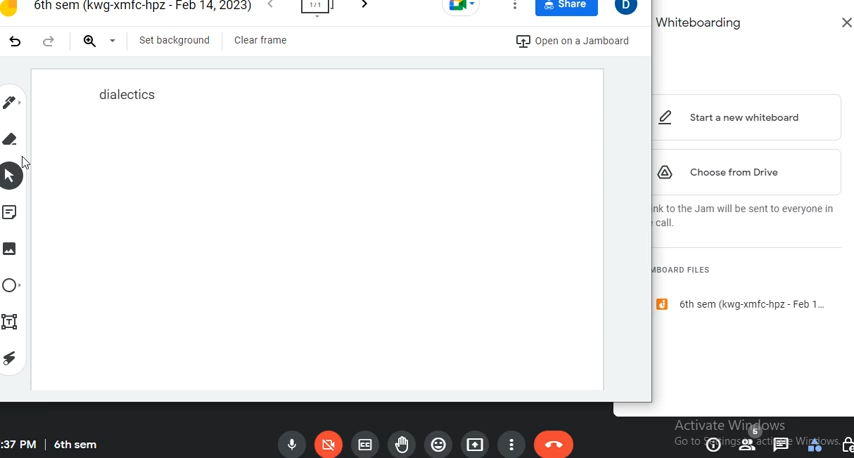 6th sem (kwg-xmfc-hpz - Feb 14, 2023)
1/1
Share
D
Whiteboarding
Set background
Clear frame
Open on a Jamboard
dialectics
Start a new whiteboard
Choose from Drive
ink to the Jam will be sent to everyone in
call.
MBOARD FILES
6th sem (kwg-xmfc-hpz - Feb 1...
Activate Windows
Go to Settings to activate Windows.
5
:37 PM | 6th sem